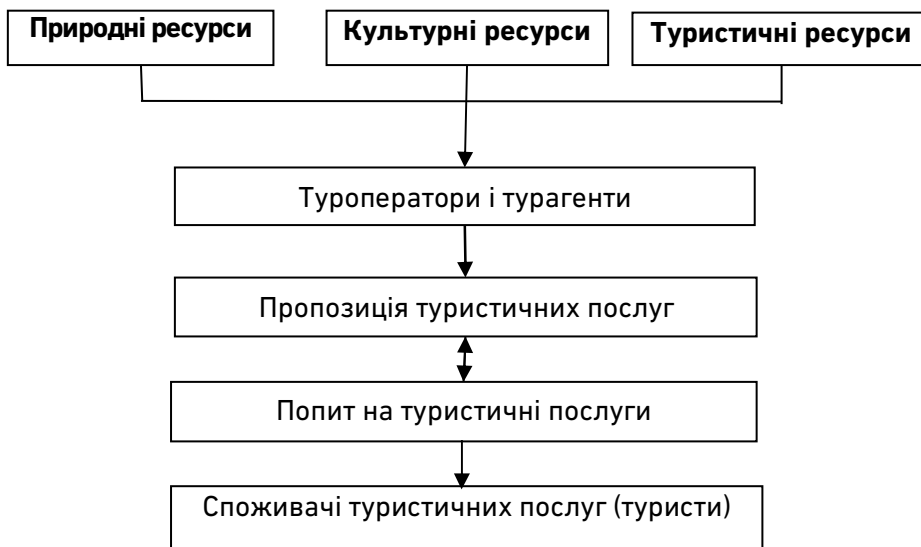 Природні ресурси
Культурні ресурси
Туристичні ресурси
Туроператори і турагенти
Пропозиція туристичних послуг
Попит на туристичні послуги
Споживачі туристичних послуг (туристи)